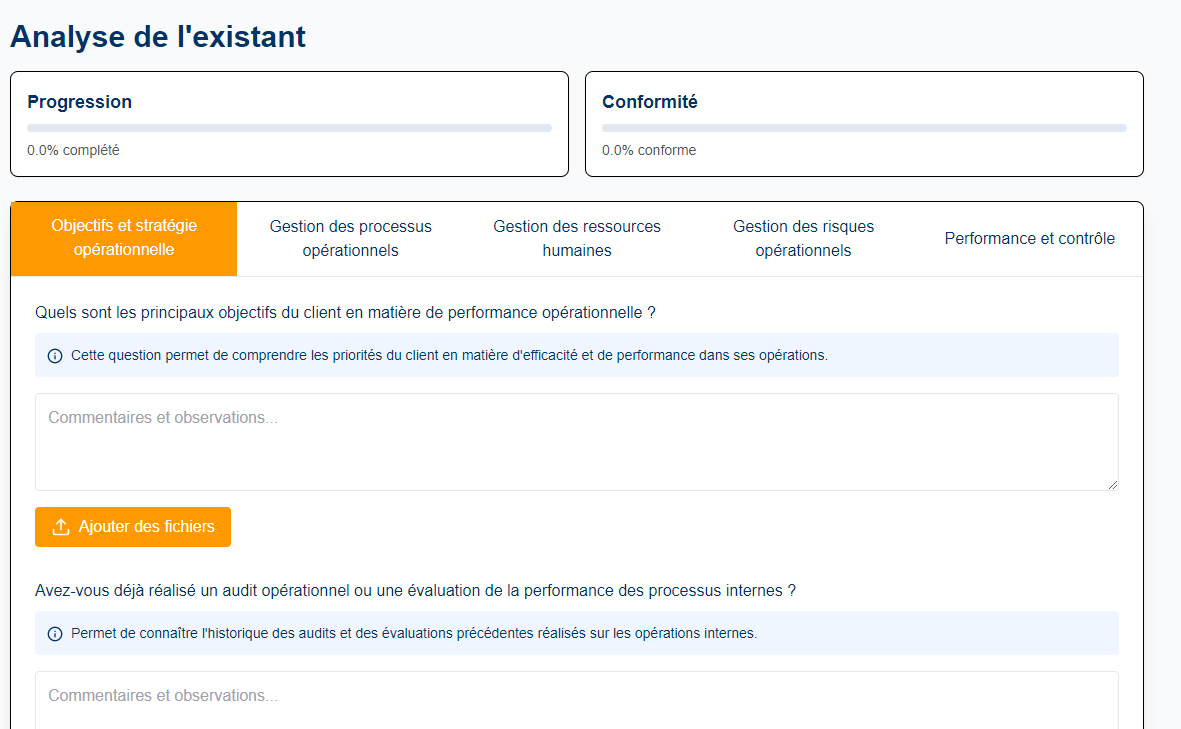 Analyse de l'existant
Progression
0.0% complété
Conformité
0.0% conforme
Objectifs et stratégie
opérationnelle
Gestion des processus
opérationnels
Gestion des ressources
humaines
Gestion des risques
opérationnels
Performance et contrôle
Quels sont les principaux objectifs du client en matière de performance opérationnelle ?
Cette question permet de comprendre les priorités du client en matière d'efficacité et de performance dans ses opérations.
Commentaires et observations...
Ajouter des fichiers
Avez-vous déjà réalisé un audit opérationnel ou une évaluation de la performance des processus internes ?
Permet de connaître l'historique des audits et des évaluations précédentes réalisés sur les opérations internes.
Commentaires et observations...